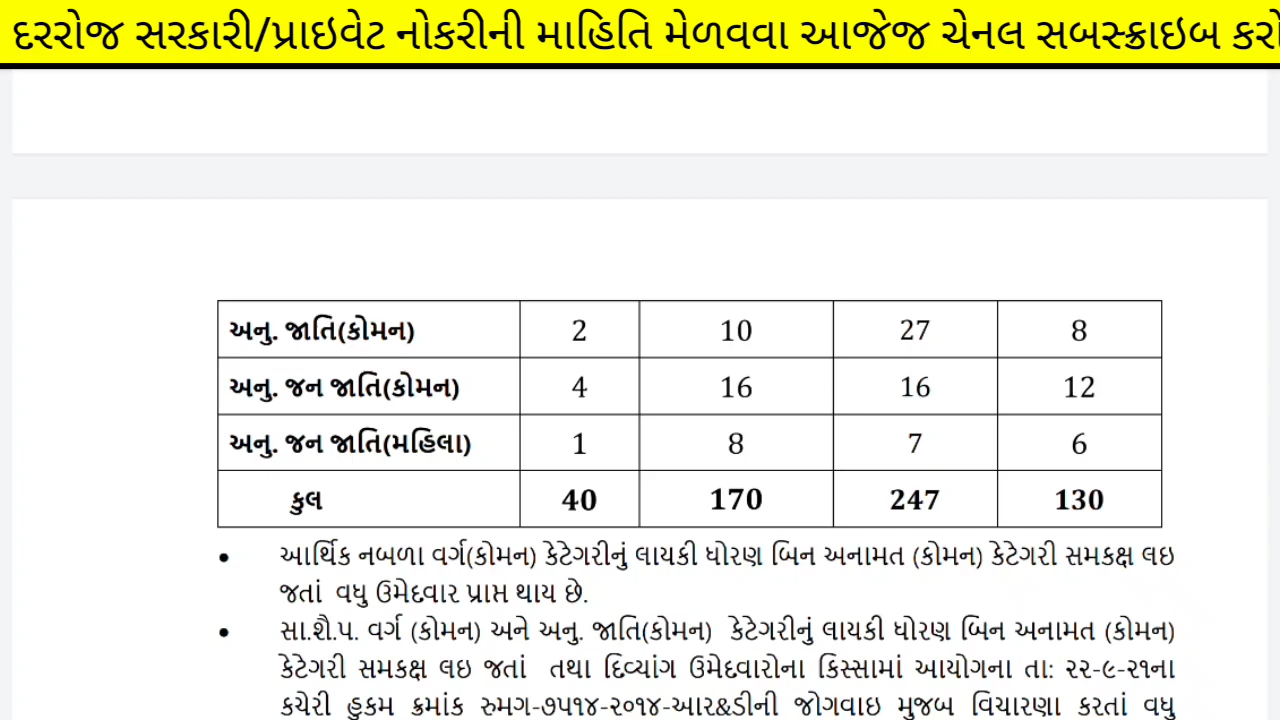 દરરોજ સરકારી/પ્રાઇવેટ નોકરીની માહિતિ મેળવવા આજેજ ચેનલ સબસ્ક્રાઇબ કરો
અનુ. જાતિ(કોમન) 2 10 27 8
અનુ. જન જાતિ(કોમન) 4 16 16 12
અનુ. જન જાતિ(મહિલા) 1 8 7 6
કુલ 40 170 247 130
• આર્થિક નબળા વર્ગ(કોમન) કેટેગરીનું લાયકી ધોરણ બિન અનામત (કોમન) કેટેગરી સમકક્ષ લઇ
જતાં વધુ ઉમેદવાર પ્રાપ્ત થાય છે.
• સા.શૈ.પ. વર્ગ (કોમન) અને અનુ. જાતિ(કોમન) કેટેગરીનું લાયકી ધોરણ બિન અનામત (કોમન)
કેટેગરી સમકક્ષ લઇ જતાં તથા દિવ્યાંગ ઉમેદવારોના કિસ્સામાં આયોગના તા: ૨૨-૯-૨૧ના
કચેરી હુકમ ક્રમાંક રુમગ-૭૫૧૪-૨૦૧૪-આર&ડીની જોગવાઇ મુજબ વિચારણા કરતાં વધુ